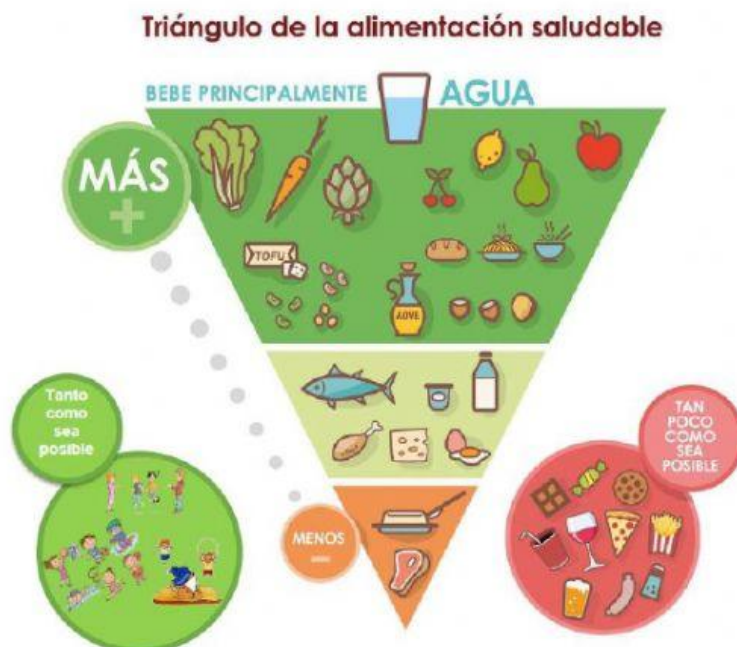 Triángulo de la alimentación saludable
BEBE PRINCIPALMENTE AGUA
MÁS
+
TOFU
AOVE
Tanto
como
sea
posible
TAN
POCO
COMO
SEA
POSIBLE
MENOS